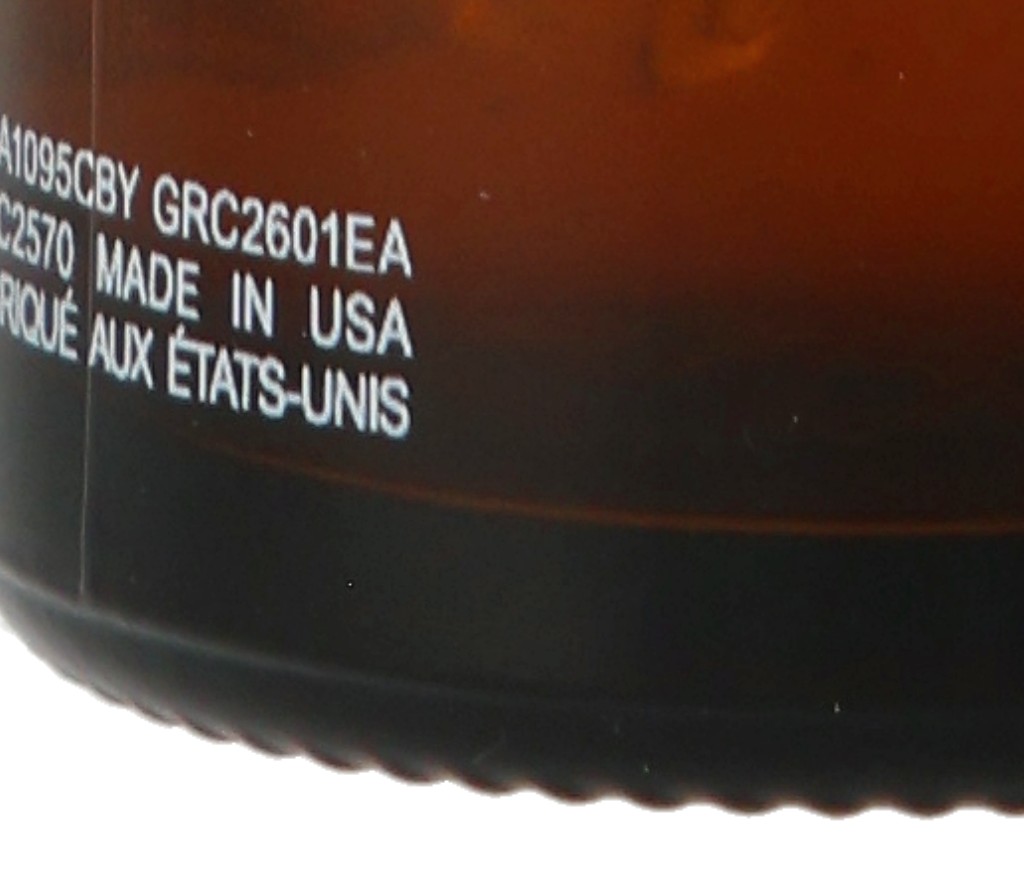 A1095CBY GRC2601EA
C2570 MADE IN USA
RIQUÉ AUX ÉTATS-UNIS